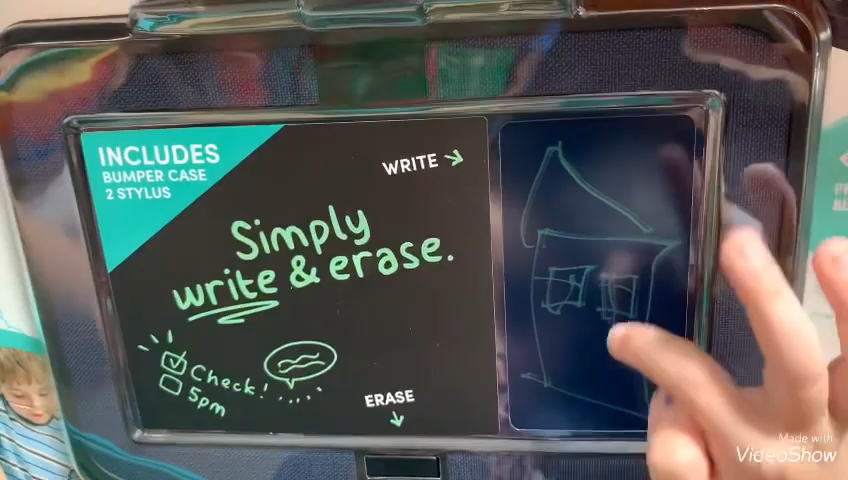 INCLUDES
BUMPER CASE
2 STYLUS
WRITE
Simply
write & erase.
Check!
5pm
ERASE
Made with
VideoShow